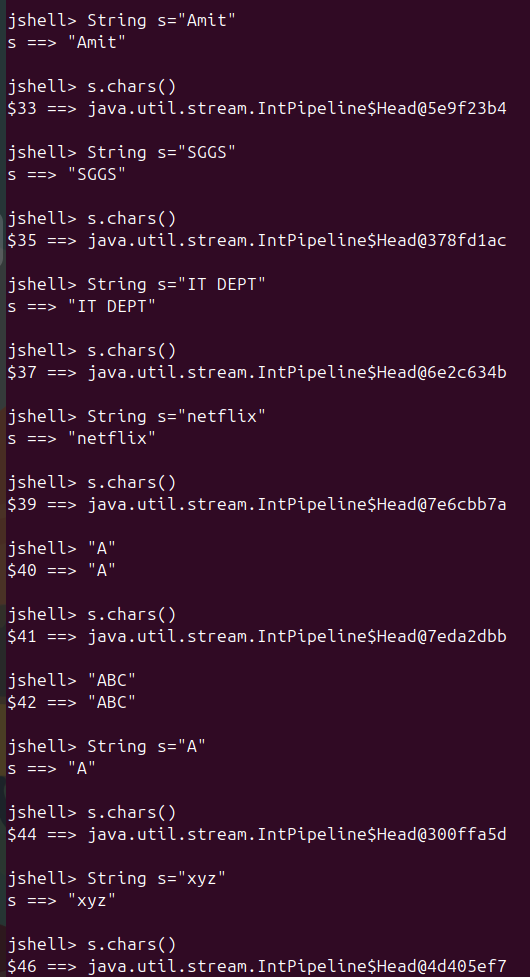 jshell> String s="Amit"
s ==> "Amit"
jshell> s.chars()
$33 ==> java.util.stream.IntPipeline$Head@5e9f23b4
jshell> String s="SGGS"
s ==> "SGGS"
jshell> s.chars()
$35 ==> java.util.stream.IntPipeline$Head@378fd1ac
jshell> String s="IT DEPT"
s ==> "IT DEPT"
jshell> s.chars()
$37 ==> java.util.stream.IntPipeline$Head@6e2c634b
jshell> String s="netflix"
s ==> "netflix"
jshell> s.chars()
$39 ==> java.util.stream.IntPipeline$Head@7e6cbb7a
jshell> "A"
$40 ==> "A"
jshell> s.chars()
$41 ==> java.util.stream.IntPipeline$Head@7eda2dbb
jshell> "ABC"
$42 ==> "ABC"
jshell> String s="A"
s ==> "A"
jshell> s.chars()
$44 ==> java.util.stream.IntPipeline$Head@300ffa5d
jshell> String s="xyz"
s ==> "xyz"
jshell> s.chars()
$46 ==> java.util.stream.IntPipeline$Head@4d405ef7